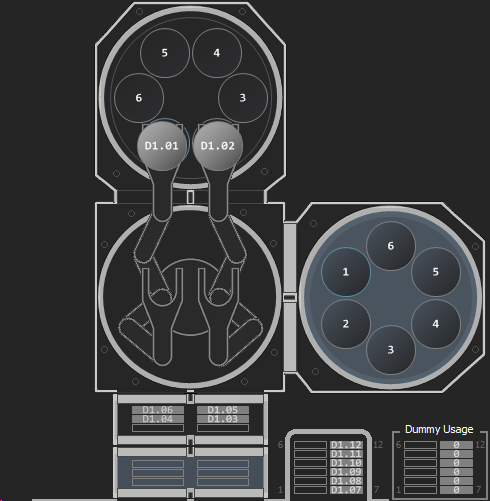 5 4
6 3
D1.01 D1.02
6
1 5
2 4
3
D1.06 D1.05
D1.04 D1.03
Dummy Usage
6 D1.12 12 6 0 12
D1.11 0
D1.10 0
D1.09 0
D1.08 0
1 D1.07 7 1 0 7